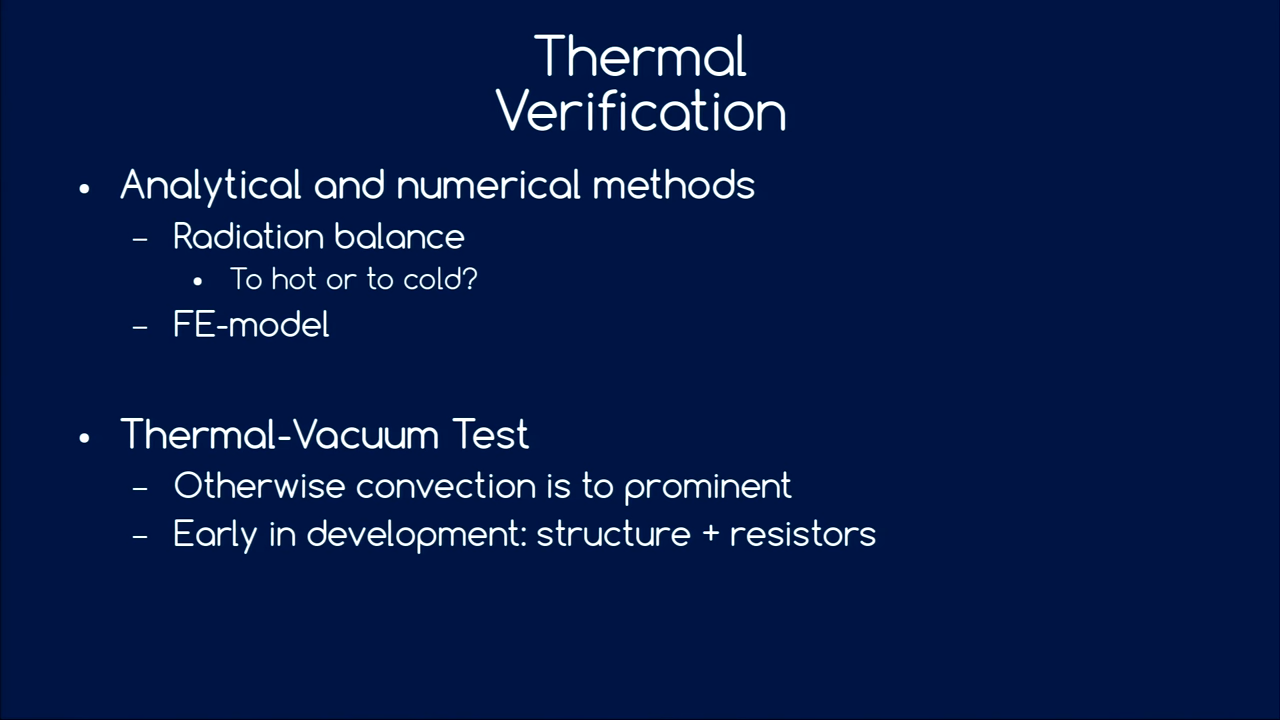 Thermal
Verification
• Analytical and numerical methods
– Radiation balance
• To hot or to cold?
– FE-model
• Thermal-Vacuum Test
– Otherwise convection is to prominent
– Early in development: structure + resistors